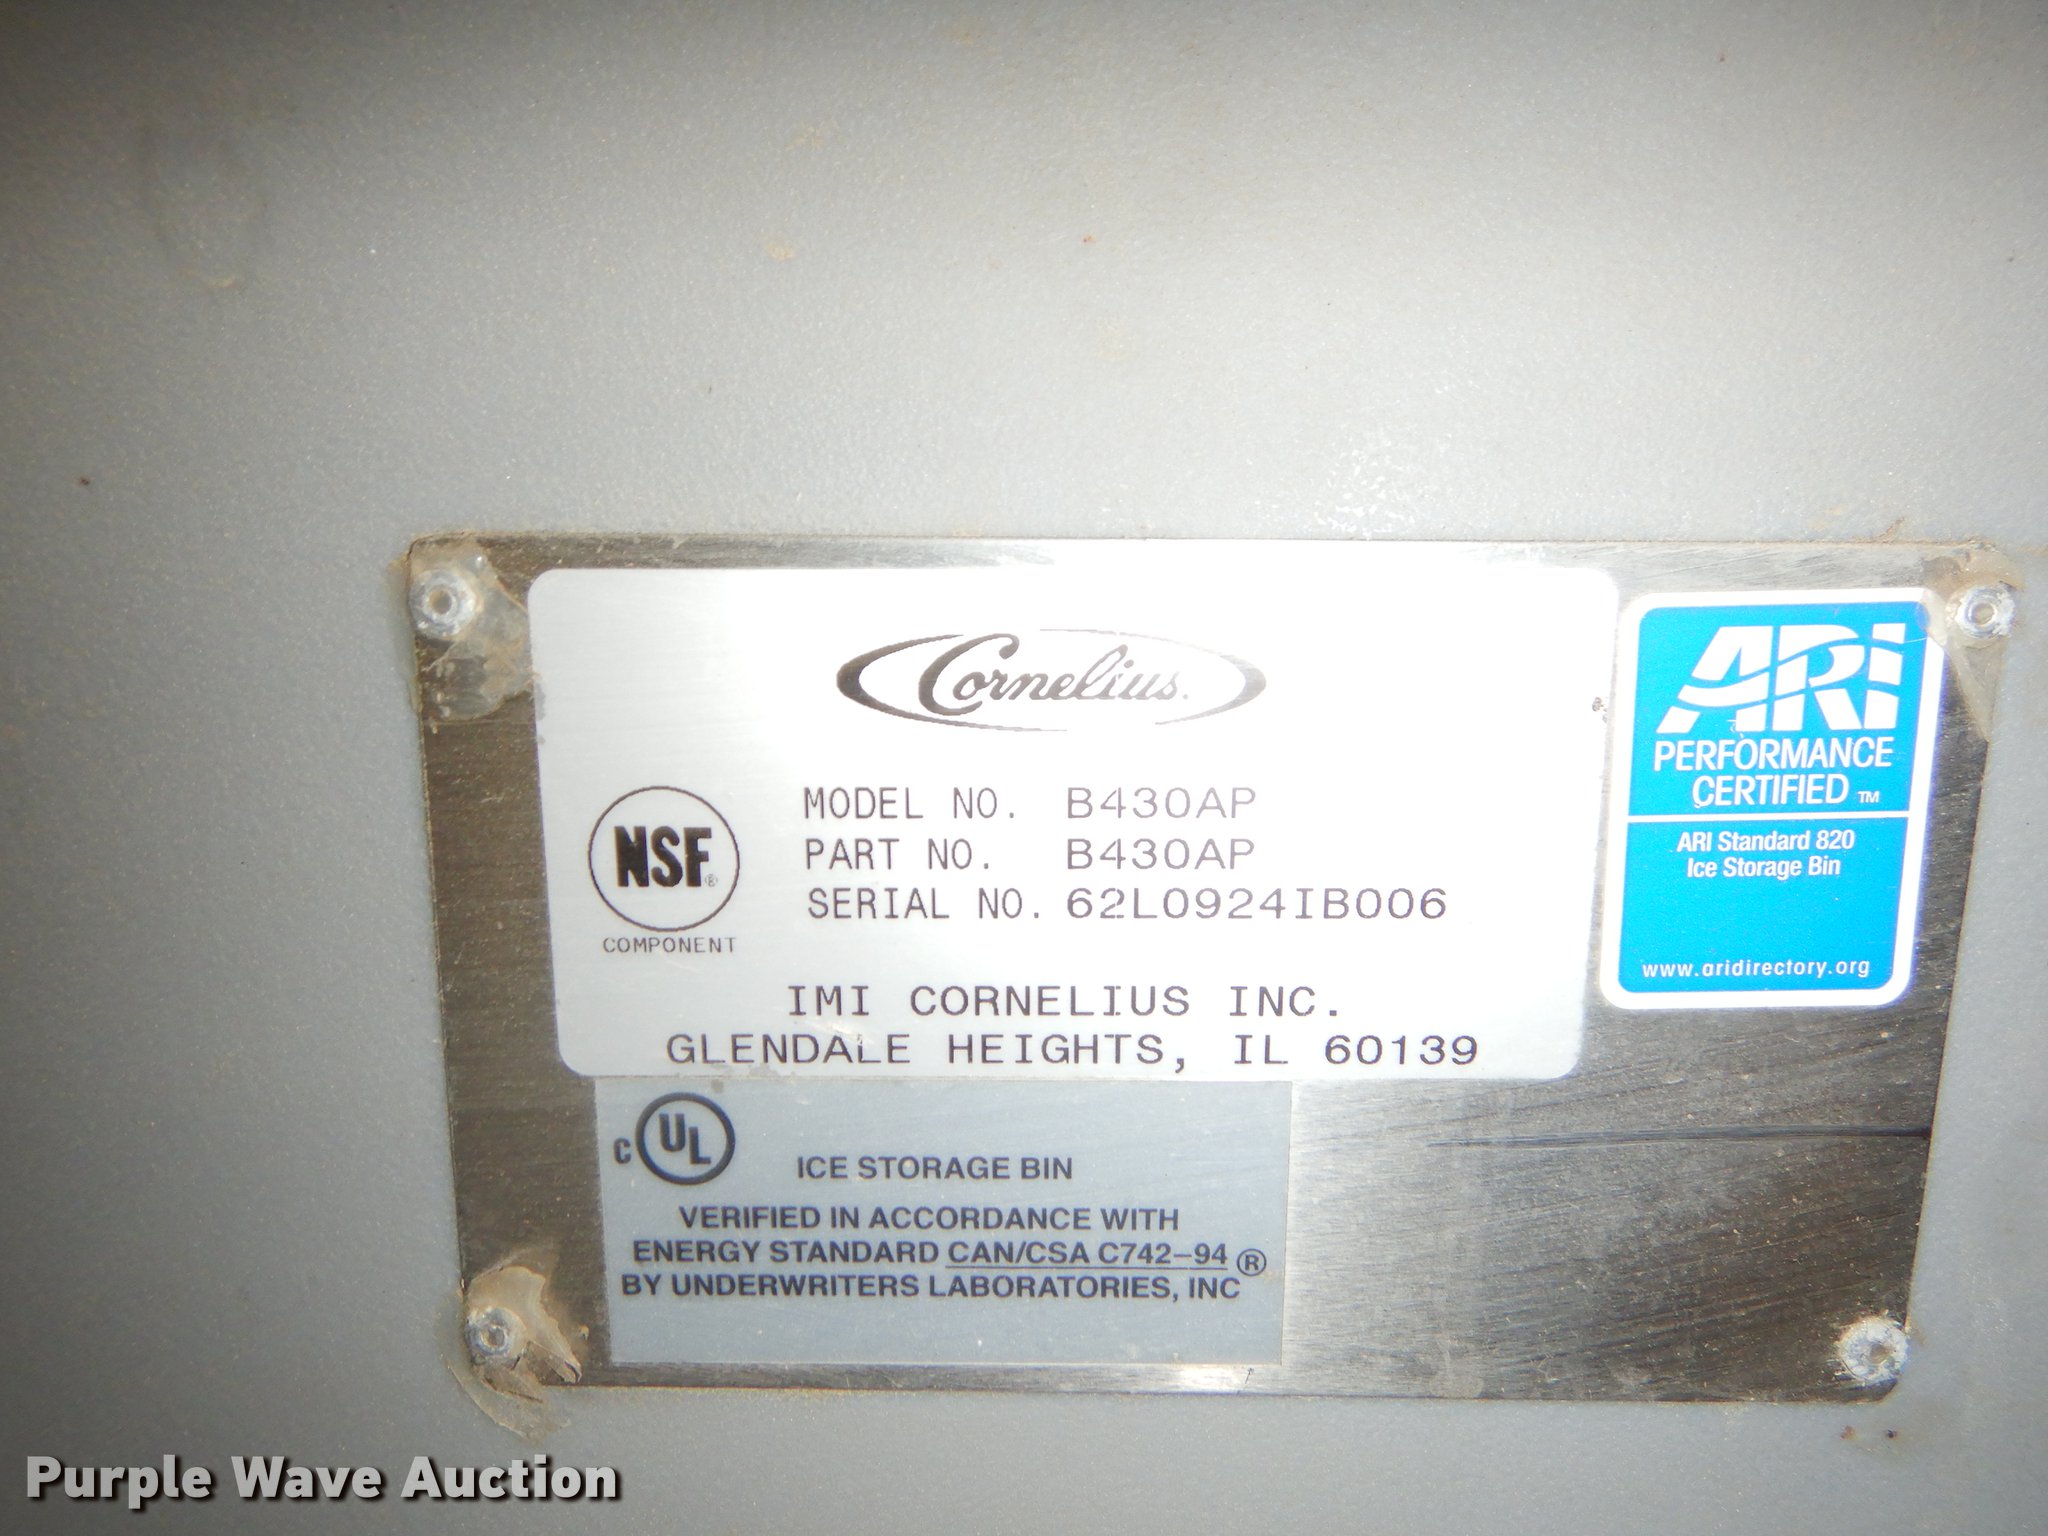 Cornelius.
NSF®
COMPONENT
MODEL NO. B430AP
PART NO. B430AP
SERIAL NO. 62L0924IB006
IMI CORNELIUS INC.
GLENDALE HEIGHTS, IL 60139
ARI
PERFORMANCE
CERTIFIED ™
ARI Standard 820
Ice Storage Bin
www.aridirectory.org
C UL
ICE STORAGE BIN
VERIFIED IN ACCORDANCE WITH
ENERGY STANDARD CAN/CSA C742-94 ®
BY UNDERWRITERS LABORATORIES, INC
Purple Wave Auction